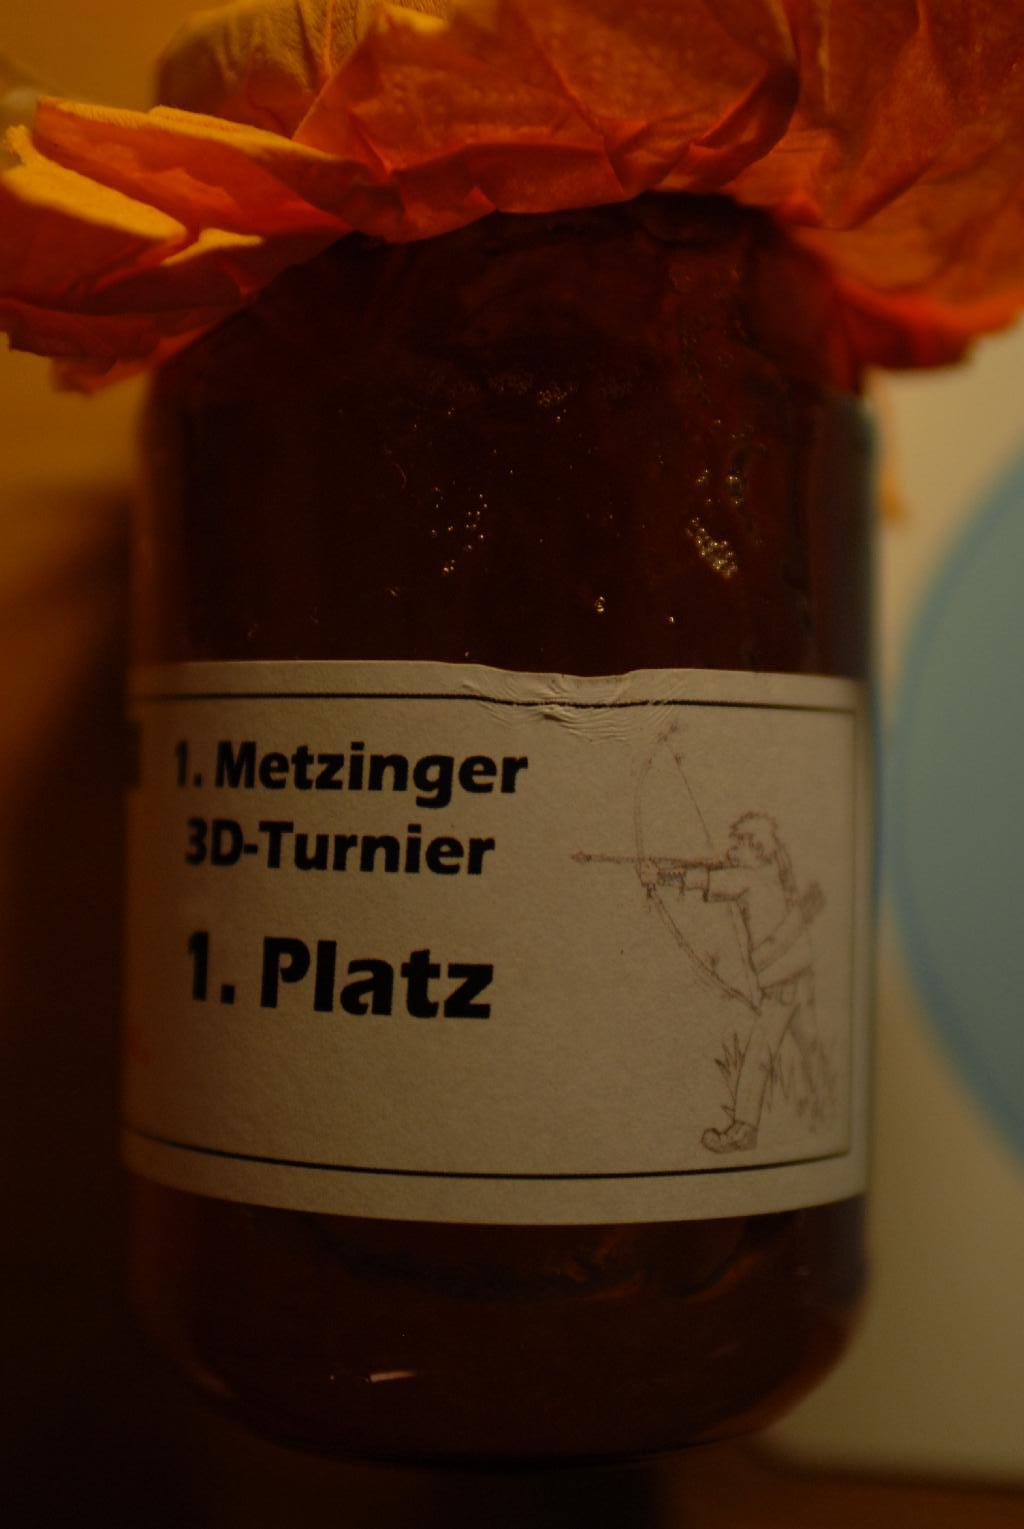 1. Metzinger
3D-Turnier
1. Platz